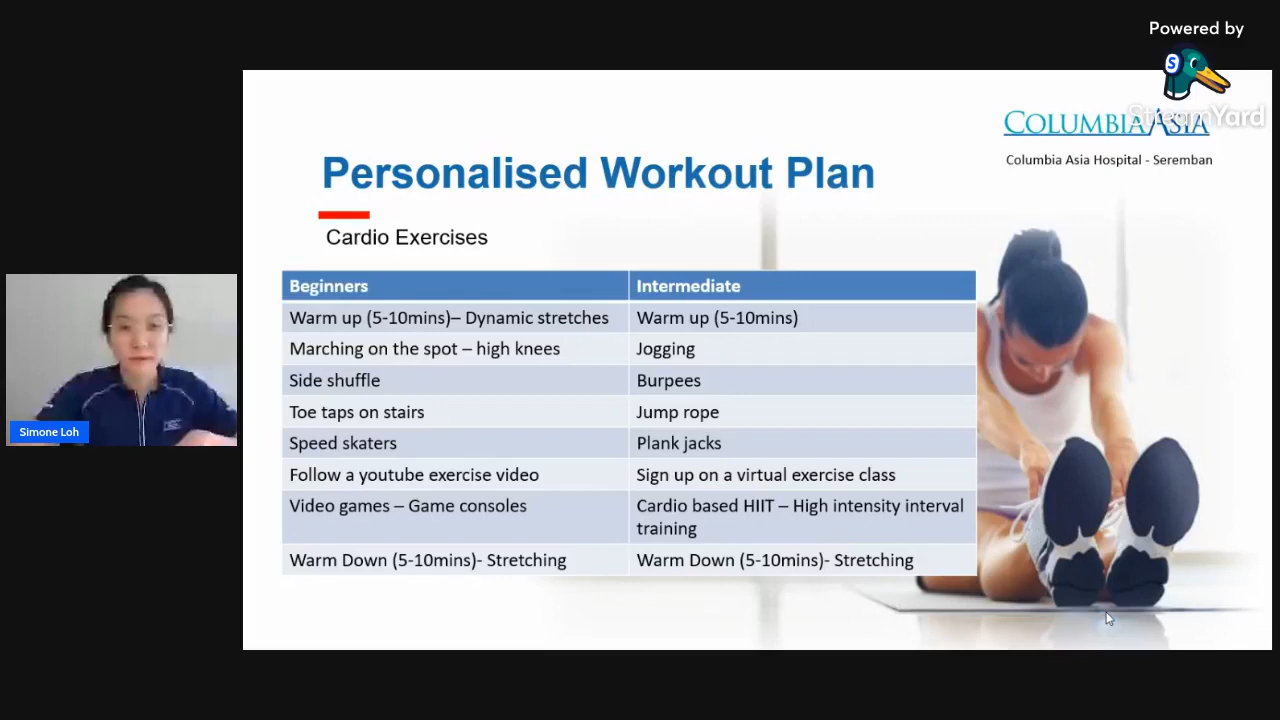 Powered by
S
StreamYard
COLUMBIA ASIA
Columbia Asia Hospital - Seremban
Personalised Workout Plan
Cardio Exercises
Beginners
Intermediate
Warm up (5-10mins)– Dynamic stretches
Warm up (5-10mins)
Marching on the spot – high knees
Jogging
Side shuffle
Burpees
Toe taps on stairs
Jump rope
Speed skaters
Plank jacks
Follow a youtube exercise video
Sign up on a virtual exercise class
Video games – Game consoles
Cardio based HIIT – High intensity interval
training
Warm Down (5-10mins)- Stretching
Warm Down (5-10mins)- Stretching
Simone Loh